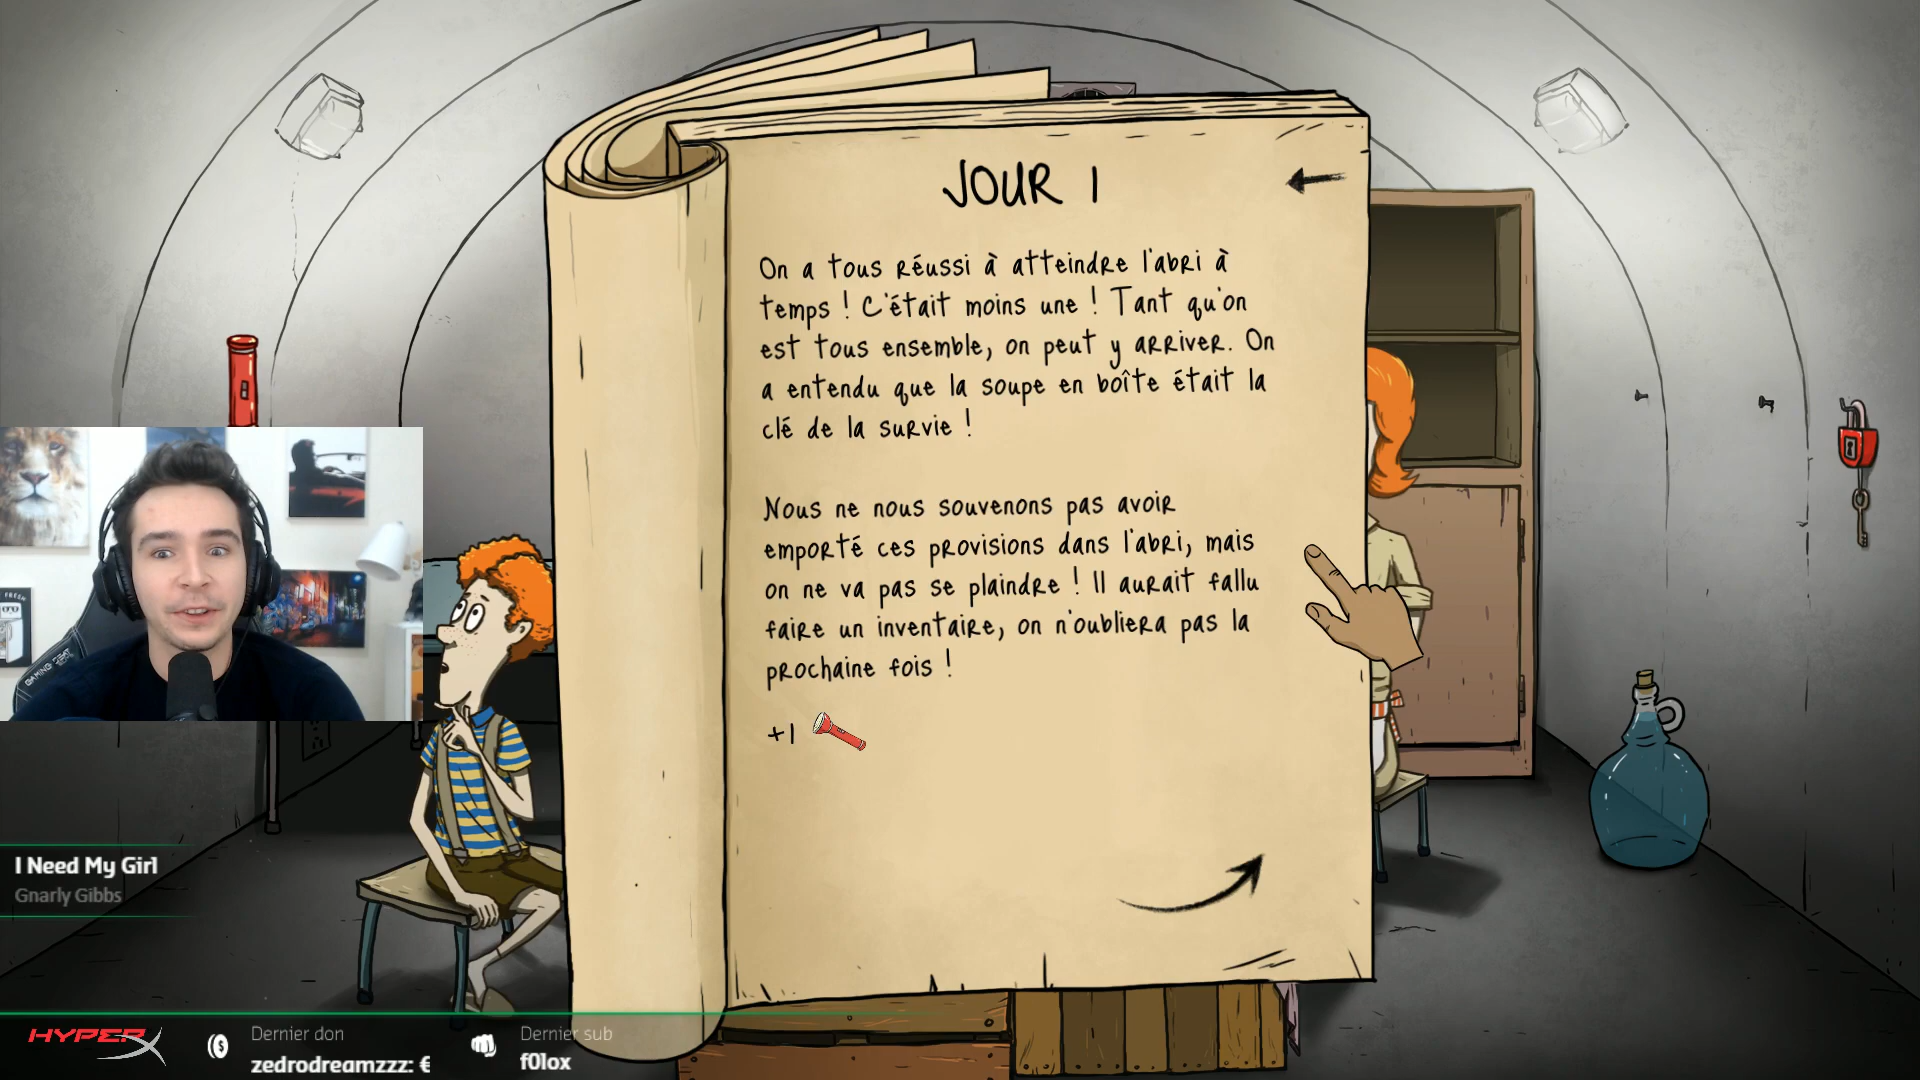 JOUR 1
On a tous réussi à atteindre l'abri à
temps ! C'était moins une ! Tant qu'on
est tous ensemble, on peut y arriver. On
a entendu que la soupe en boîte était la
clé de la survie !
Nous ne nous souvenons pas avoir
emporté ces provisions dans l'abri, mais
on ne va pas se plaindre ! Il aurait fallu
faire un inventaire, on n'oubliera pas la
prochaine fois !
+1
FRESH
GAMING BEAT
I Need My Girl
Gnarly Gibbs
HYPERX
Dernier don
zedrodreamzzz: €
Dernier sub
f0lox